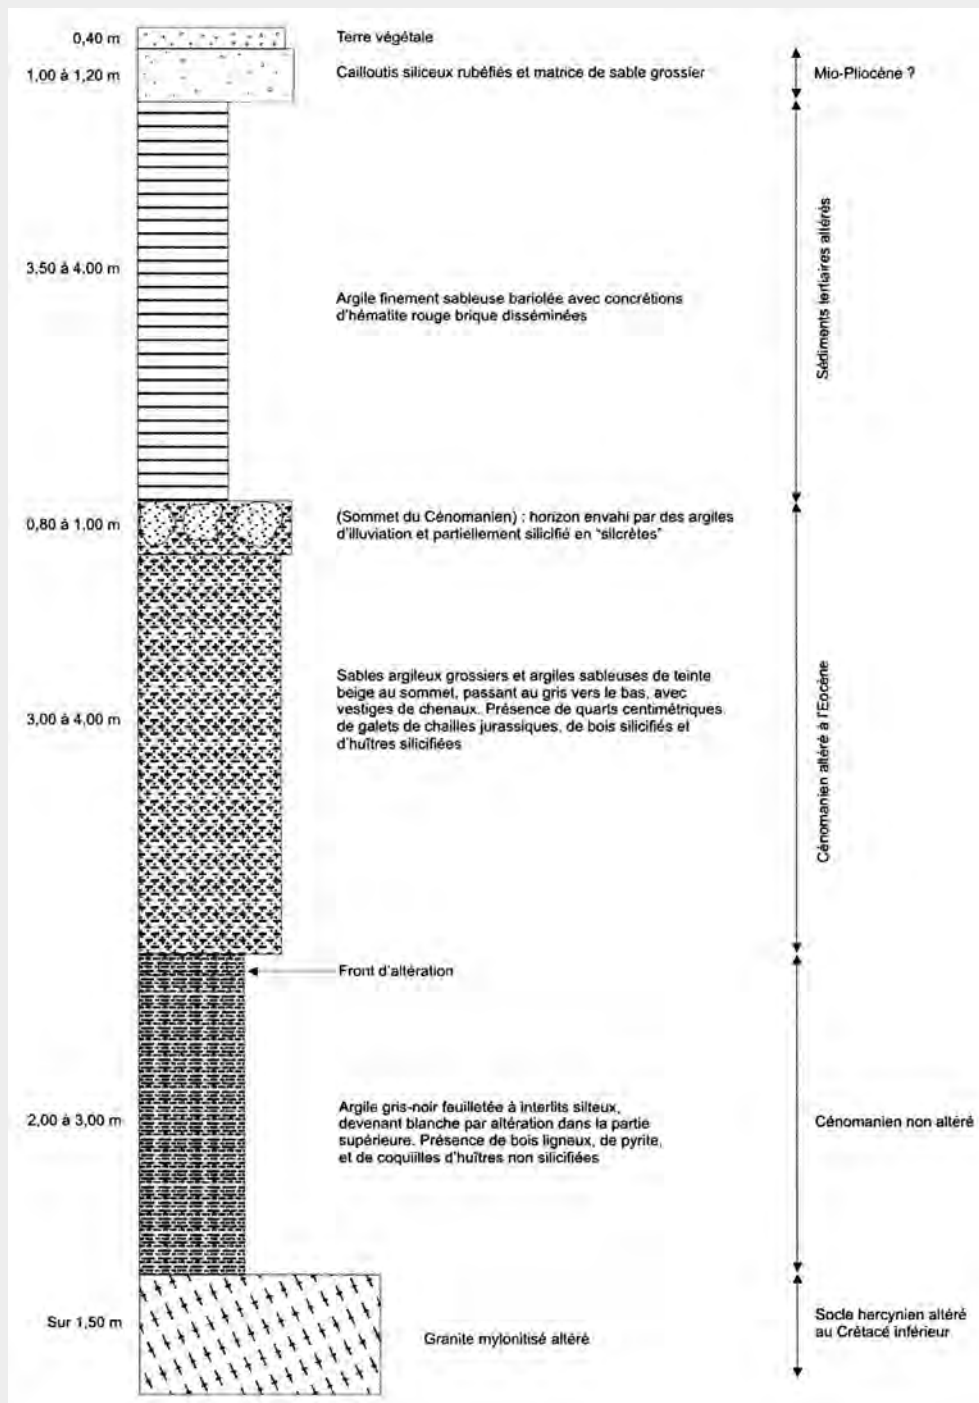 0,40 m
Terre végétale
1,00 à 1,20 m
Cailloutis siliceux rubéfiés et matrice de sable grossier
Mio-Pliocène ?
3,50 à 4,00 m
Argile finement sableuse bariolée avec concrétions
d'hématite rouge brique disséminées
Sédiments tertiaires altérés
0,80 à 1,00 m
(Sommet du Cénomanien) : horizon envahi par des argiles
d'illuviation et partiellement silicifié en "silcrètes"
3,00 à 4,00 m
Sables argileux grossiers et argiles sableuses de teinte
beige au sommet, passant au gris vers le bas, avec
vestiges de chenaux. Présence de quarts centimétriques,
de galets de chailles jurassiques, de bois silicifiés et
d'huîtres silicifiées
Cénomanien altéré à l'Eocène
Front d'altération
2,00 à 3,00 m
Argile gris-noir feuilletée à interlits silteux,
devenant blanche par altération dans la partie
supérieure. Présence de bois ligneux, de pyrite,
et de coquiilles d'huîtres non silicifiées
Cénomanien non altéré
Sur 1,50 m
Granite mylonitisé altéré
Socle hercynien altéré
au Crétacé inférieur